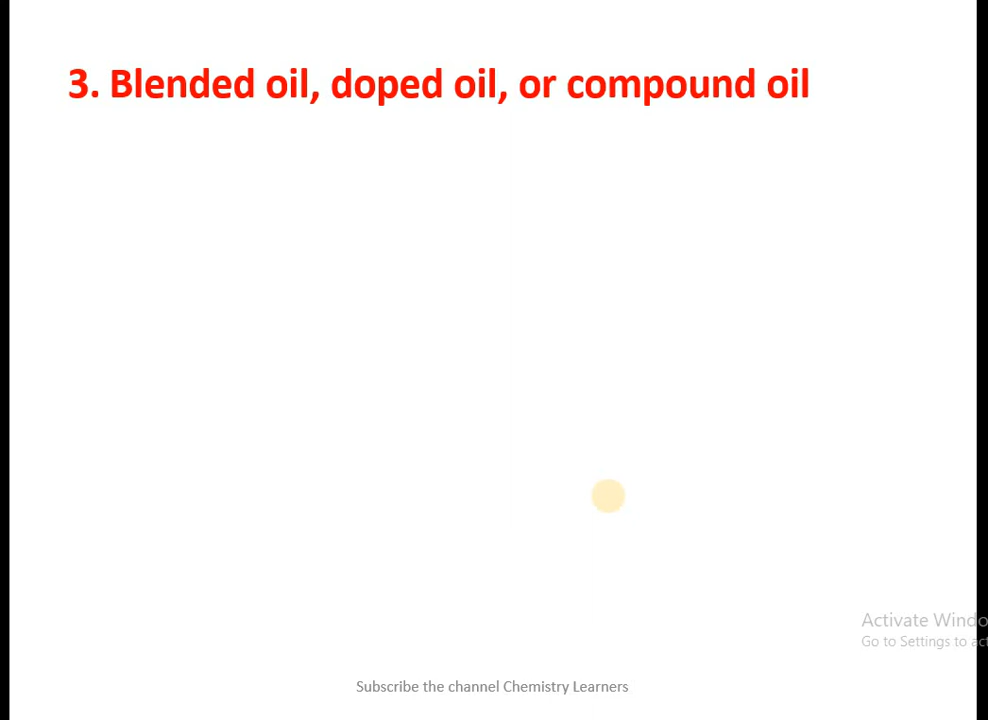 3. Blended oil, doped oil, or compound oil
Activate Windo
Go to Settings to act
Subscribe the channel Chemistry Learners